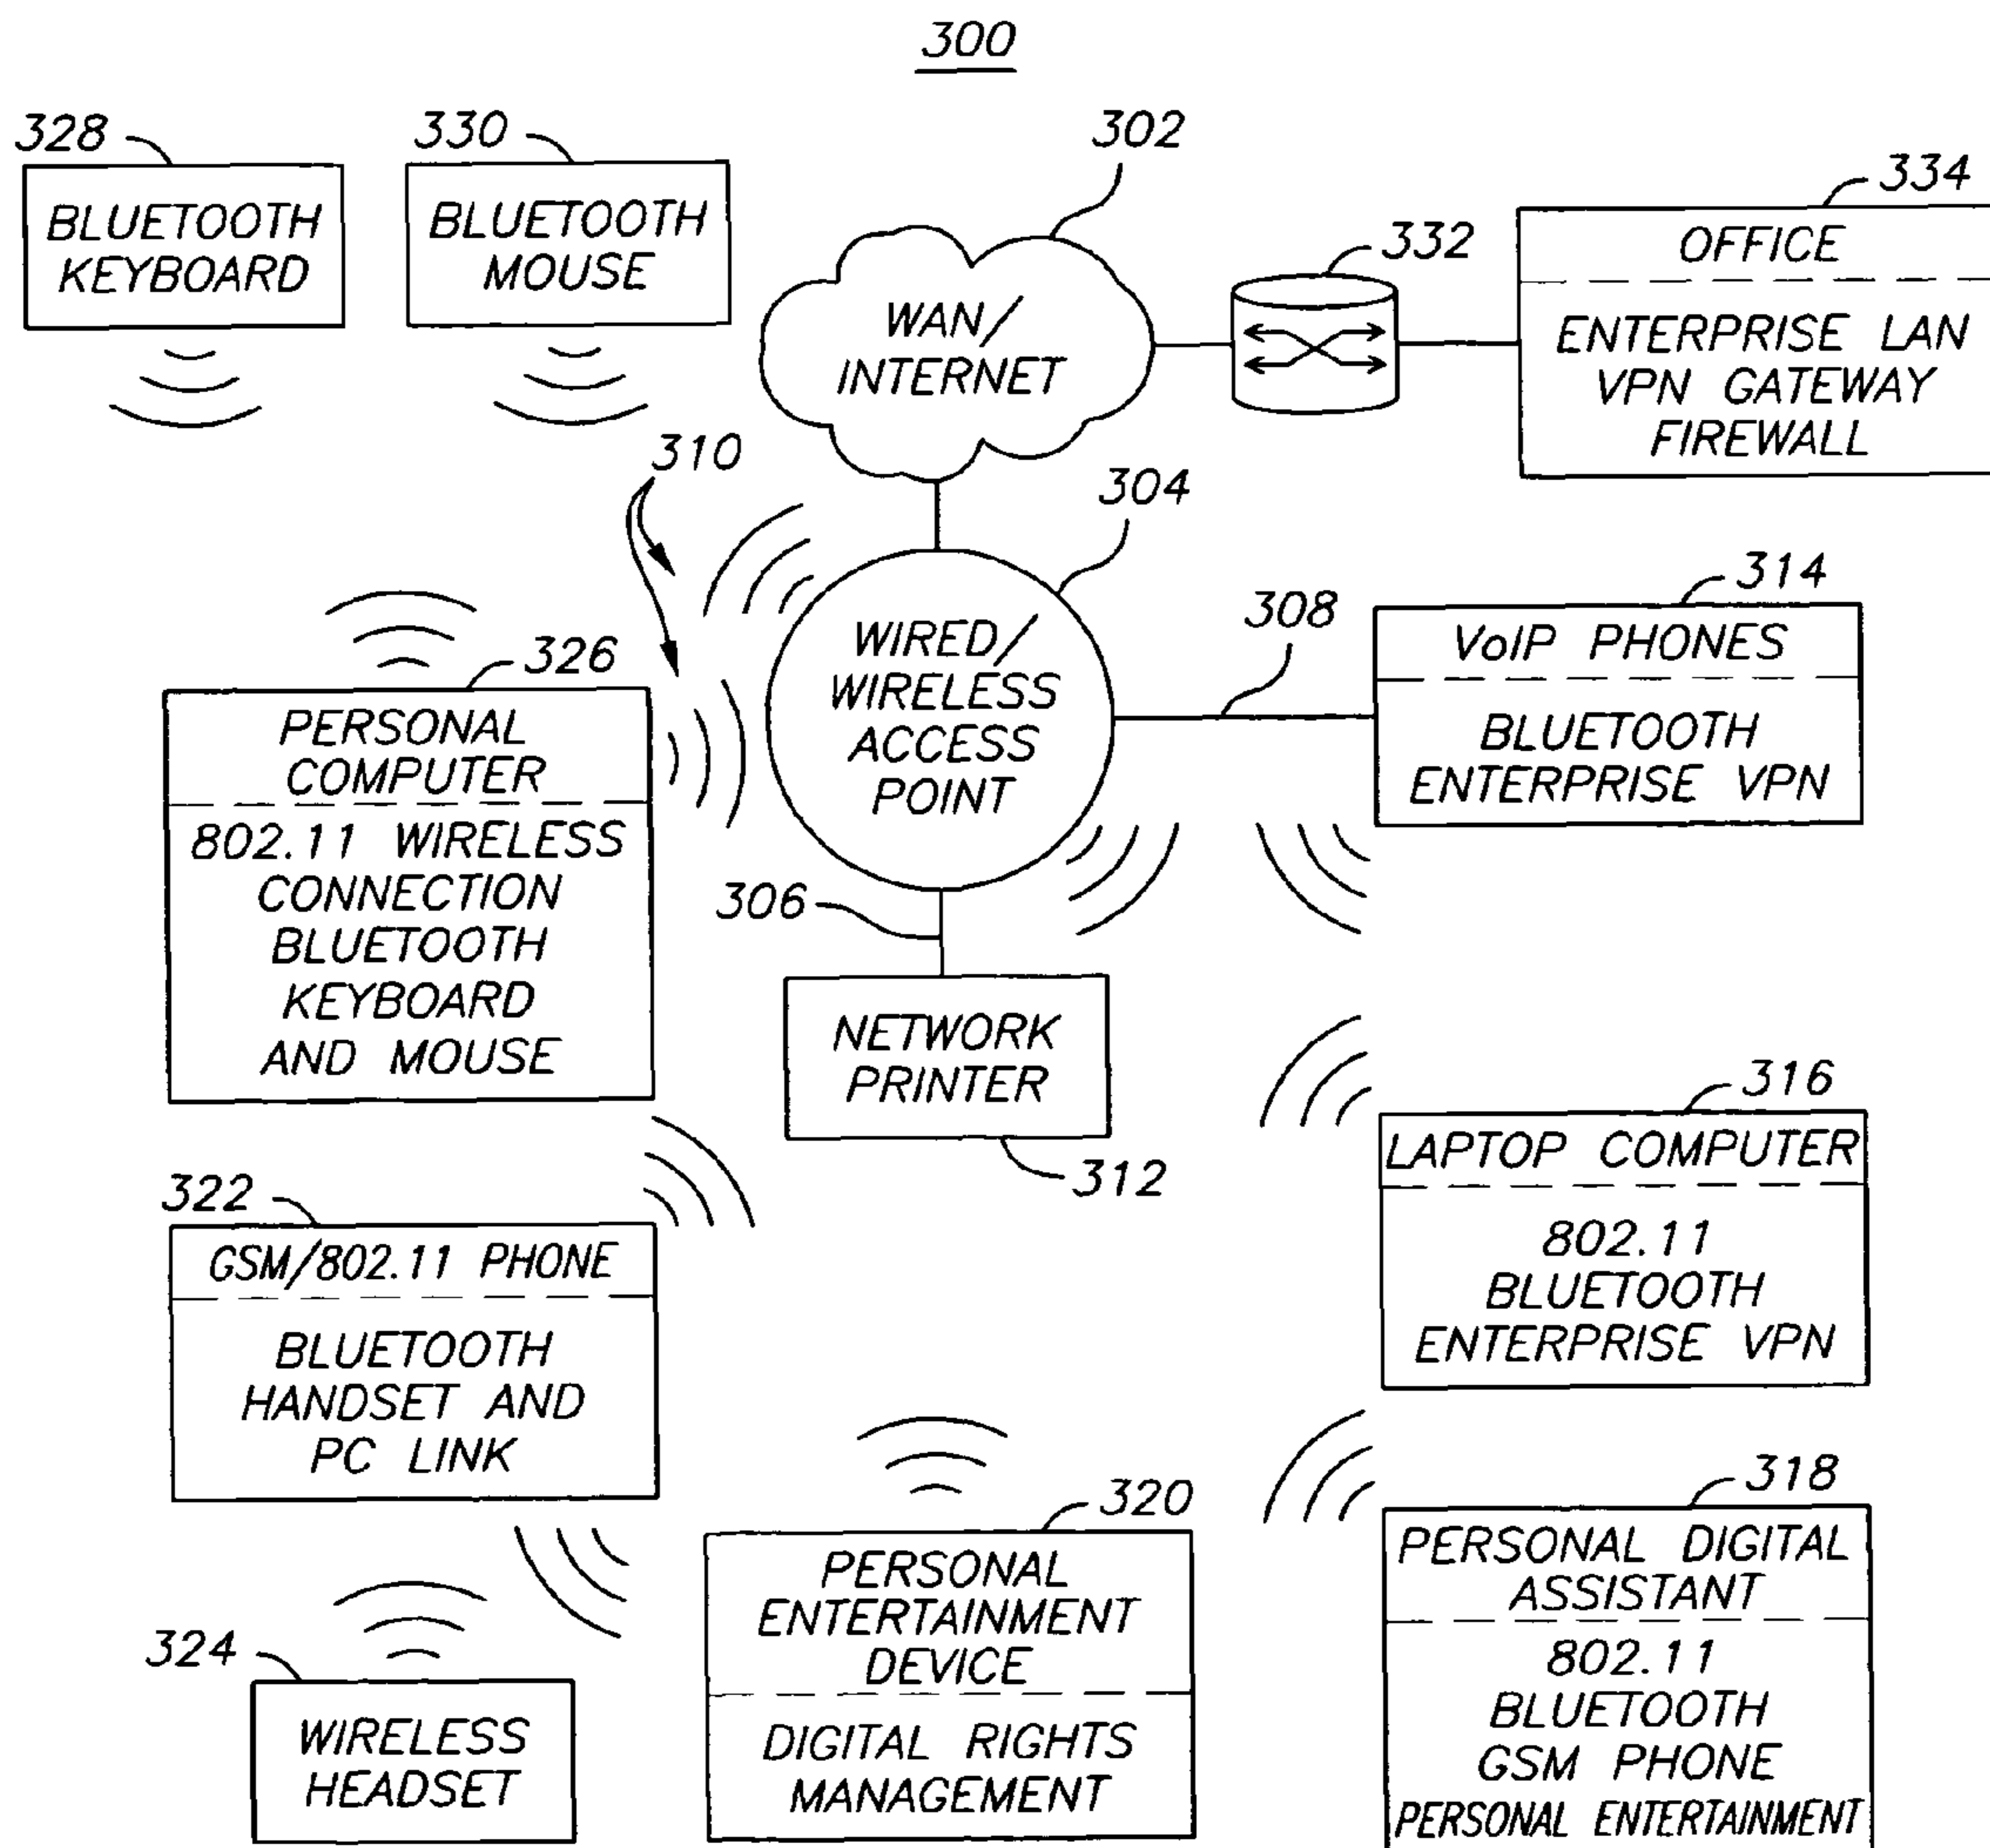 300
328
BLUETOOTH
KEYBOARD
330
BLUETOOTH
MOUSE
302
WAN/
INTERNET
332
334
OFFICE
ENTERPRISE LAN
VPN GATEWAY
FIREWALL
310
304
WIRED/
WIRELESS
ACCESS
POINT
308
314
VoIP PHONES
BLUETOOTH
ENTERPRISE VPN
326
PERSONAL
COMPUTER
802.11 WIRELESS
CONNECTION
BLUETOOTH
KEYBOARD
AND MOUSE
306
NETWORK
PRINTER
312
316
LAPTOP COMPUTER
802.11
BLUETOOTH
ENTERPRISE VPN
322
GSM/802.11 PHONE
BLUETOOTH
HANDSET AND
PC LINK
324
WIRELESS
HEADSET
320
PERSONAL
ENTERTAINMENT
DEVICE
DIGITAL RIGHTS
MANAGEMENT
318
PERSONAL DIGITAL
ASSISTANT
802.11
BLUETOOTH
GSM PHONE
PERSONAL ENTERTAINMENT